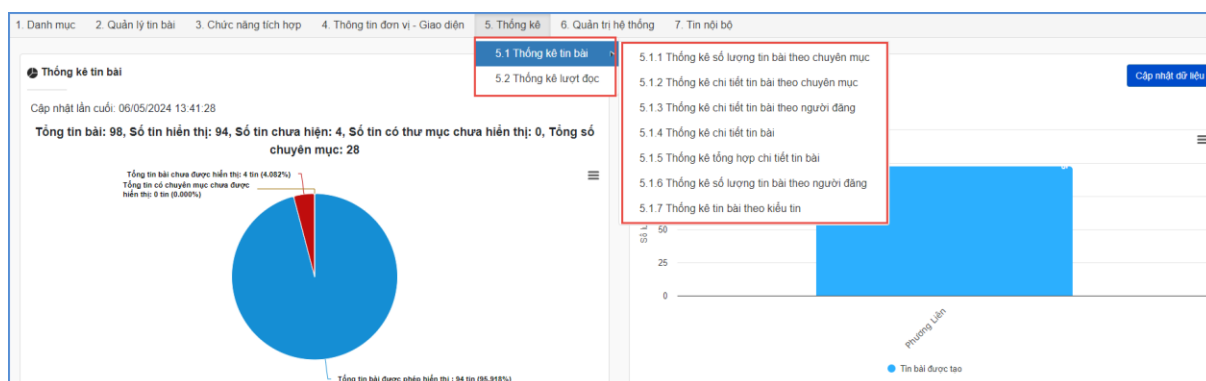 1. Danh mục 2. Quản lý tin bài 3. Chức năng tích hợp 4. Thông tin đơn vị - Giao diện 5. Thống kê 6. Quản trị hệ thống 7. Tin nội bộ
5.1 Thống kê tin bài
5.2 Thống kê lượt đọc
5.1.1 Thống kê số lượng tin bài theo chuyên mục
5.1.2 Thống kê chi tiết tin bài theo chuyên mục
5.1.3 Thống kê chi tiết tin bài theo người đăng
5.1.4 Thống kê chi tiết tin bài
5.1.5 Thống kê tổng hợp chi tiết tin bài
5.1.6 Thống kê số lượng tin bài theo người đăng
5.1.7 Thống kê tin bài theo kiểu tin
Thống kê tin bài
Cập nhật lần cuối: 06/05/2024 13:41:28
Tổng tin bài: 98, Số tin hiển thị: 94, Số tin chưa hiện: 4, Số tin có thư mục chưa hiển thị: 0, Tổng số
chuyên mục: 28
Tổng tin bài chưa được hiển thị: 4 tin (4.082%)
Tổng tin có chuyên mục chưa được
hiển thị: 0 tin (0.000%)
Tổng tin bài được phép hiển thị : 94 tin (95.918%)
Cập nhật dữ liệu
50
25
0
Phương Liên
Tin bài được tạo